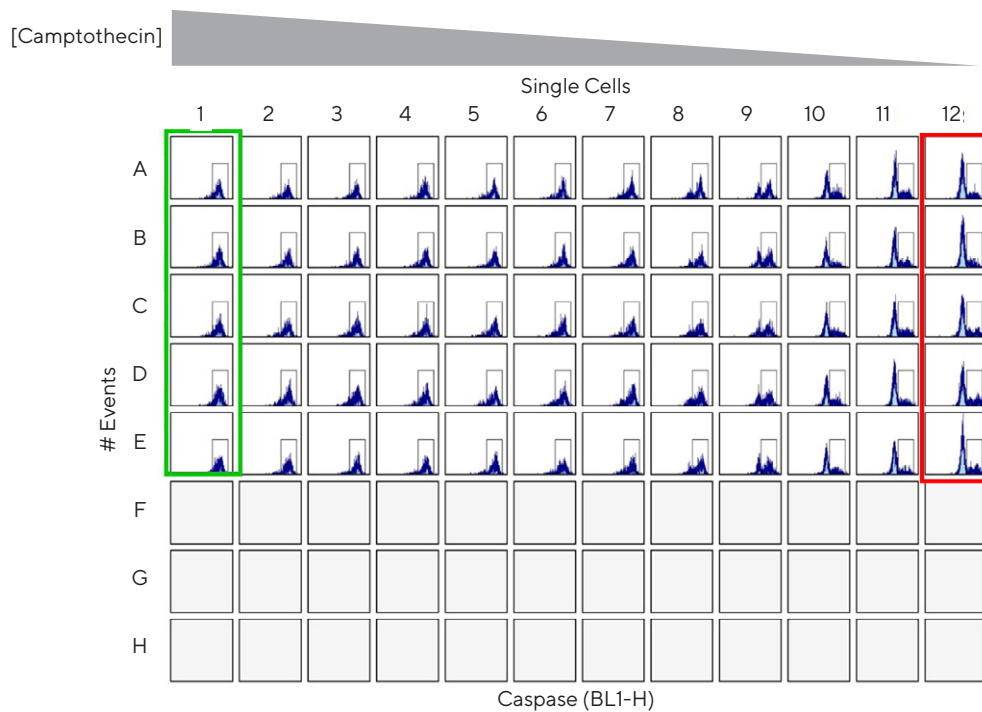 [Camptothecin]
Single Cells
1 2 3 4 5 6 7 8 9 10 11 12
A
B
C
D
E
F
G
H
# Events
Caspase (BL1-H)